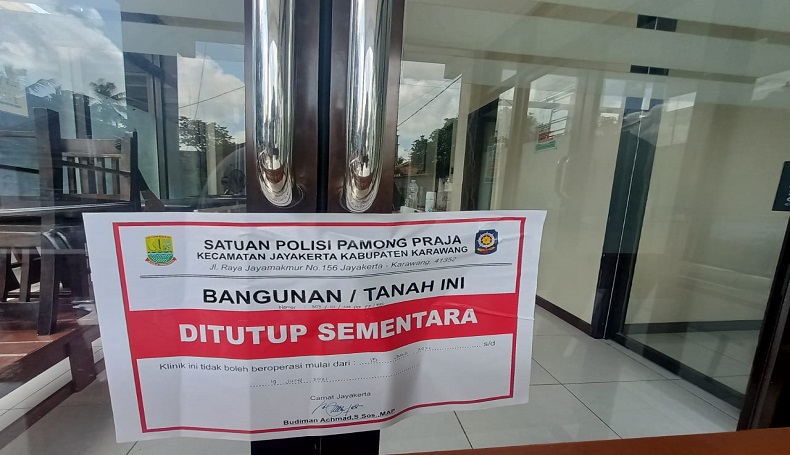 SATUAN POLISI PAMONG PRAJA
KECAMATAN JAYAKERTA KABUPATEN KARAWANG
Jl. Raya Jayamakmur No.156 Jayakerta - Karawang. 41352
BANGUNAN / TANAH INI
DITUTUP SEMENTARA
Klinik ini tidak boleh beroperasi mulai dari : s/d
Camat Jayakerta
Budiman Achmad,S.Sos.,MAP